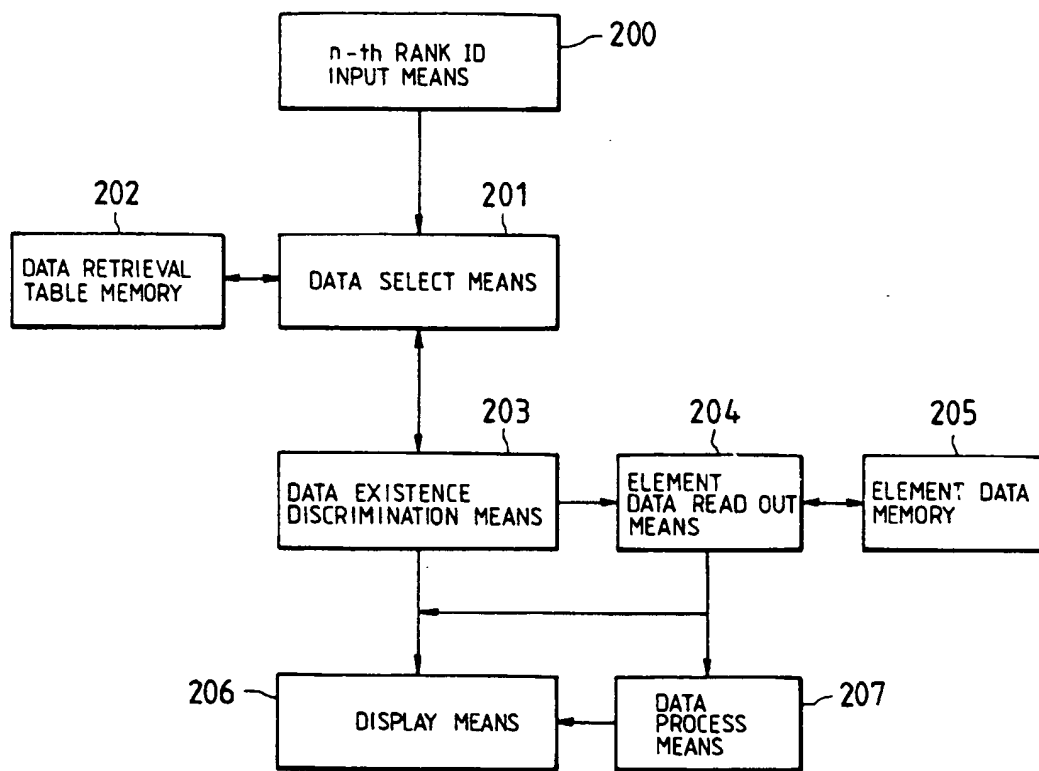 n-th RANK ID
INPUT MEANS
200
202
201
DATA RETRIEVAL
TABLE MEMORY
DATA SELECT MEANS
203
204
205
DATA EXISTENCE
DISCRIMINATION MEANS
ELEMENT
DATA READ OUT
MEANS
ELEMENT DATA
MEMORY
206
DISPLAY MEANS
DATA
PROCESS
MEANS
207